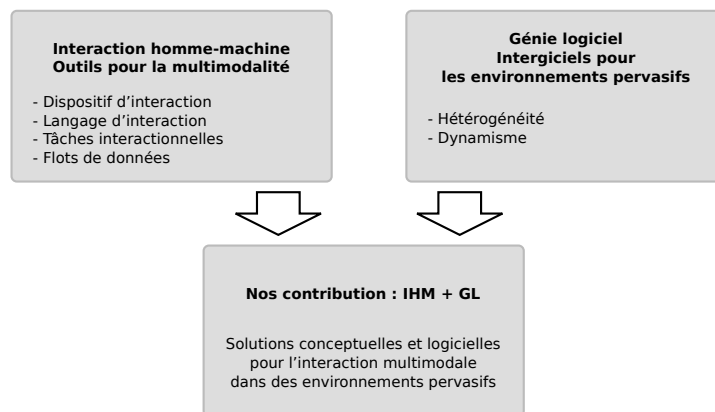 Interaction homme-machine
Outils pour la multimodalité
- Dispositif d’interaction
- Langage d’interaction
- Tâches interactionnelles
- Flots de données
Génie logiciel
Intergiciels pour
les environnements pervasifs
- Hétérogénéité
- Dynamisme
Nos contribution : IHM + GL
Solutions conceptuelles et logicielles
pour l’interaction multimodale
dans des environnements pervasifs